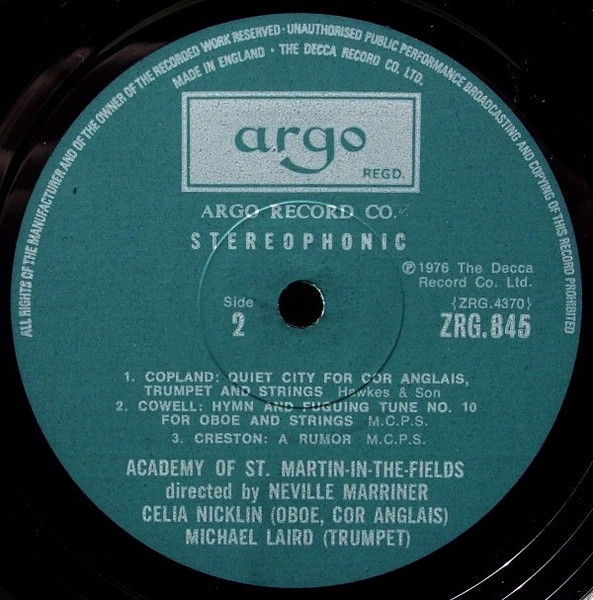 ALL RIGHTS OF THE MANUFACTURER AND OF THE OWNER OF THE RECORDED WORK RESERVED · UNAUTHORISED PUBLIC PERFORMANCE BROADCASTING AND COPYING OF THIS RECORD PROHIBITED
MADE IN ENGLAND · THE DECCA RECORD CO. LTD.
argo
REGD.
ARGO RECORD CO.
STEREOPHONIC
℗1976 The Decca
Record Co. Ltd.
Side
2
{ZRG.4370}
ZRG.845
1. COPLAND: QUIET CITY FOR COR ANGLAIS,
TRUMPET AND STRINGS Hawkes & Son
2. COWELL: HYMN AND FUGUING TUNE NO. 10
FOR OBOE AND STRINGS M.C.P.S.
3. CRESTON: A RUMOR M.C.P.S.
ACADEMY OF ST. MARTIN-IN-THE-FIELDS
directed by NEVILLE MARRINER
CELIA NICKLIN (OBOE, COR ANGLAIS)
MICHAEL LAIRD (TRUMPET)